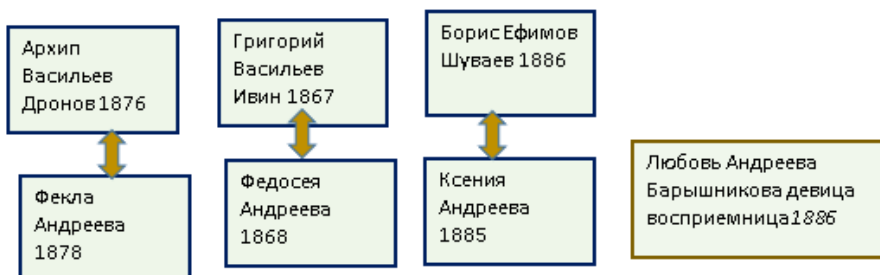 Архип
Васильев
Дронов 1876
Григорий
Васильев
Ивин 1867
Борис Ефимов
Шуваев 1886
Фекла
Андреева
1878
Федосея
Андреева
1868
Ксения
Андреева
1885
Любовь Андреева
Барышникова девица
восприемница 1886